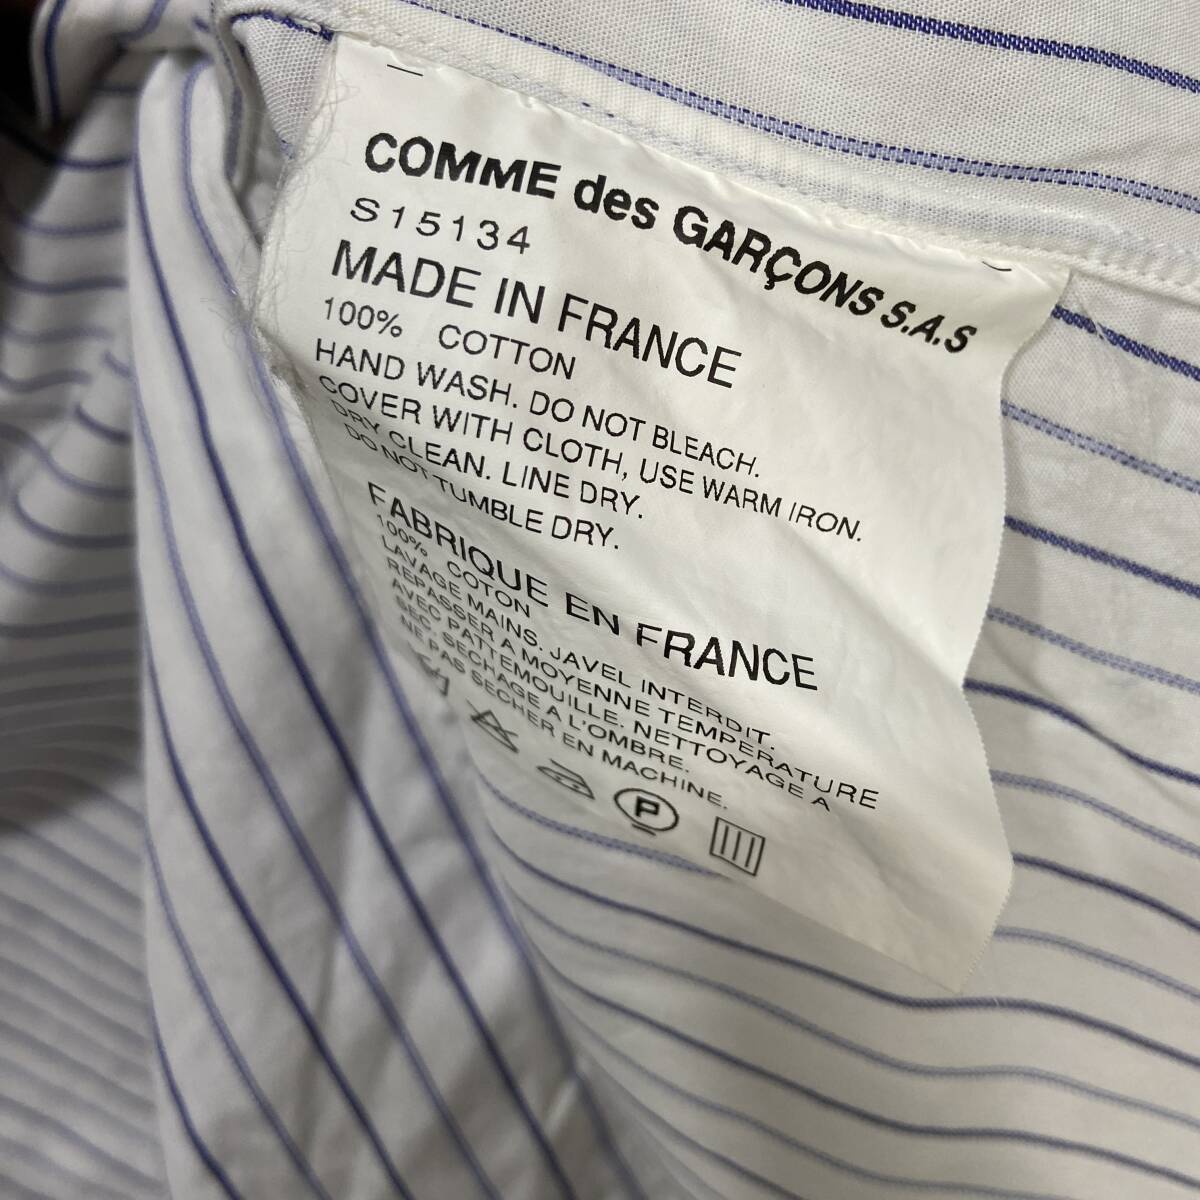 COMME des GARÇONS S.A.S
S15134
MADE IN FRANCE
100% COTTON
HAND WASH. DO NOT BLEACH.
COVER WITH CLOTH, USE WARM IRON.
DRY CLEAN. LINE DRY.
DO NOT TUMBLE DRY.
FABRIQUE EN FRANCE
100% COTON
LAVAGE MAINS. JAVEL INTERDIT.
REPASSER A MOYENNE TEMPERATURE
AVEC PATTEMOUILLE. NETTOYAGE A
SEC. SECHAGE A L'OMBRE.
NE PAS SECHER EN MACHINE.
P